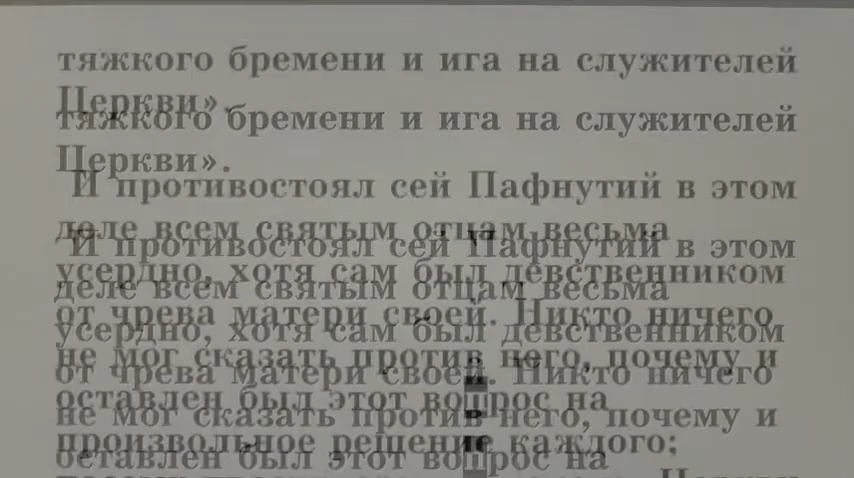 тяжкого бремени и ига на служителей
Церкви».
тяжкого бремени и ига на служителей
Церкви».
И противостоял сей Пафнутий в этом
деле всем святым отцам весьма
И противостоял сей Пафнутий в этом
усердно, хотя сам был девственником
деле всем святым отцам весьма
от чрева матери своей. Никто ничего
усердно, хотя сам был девственником
не мог сказать против него, почему и
от чрева матери своей. Никто ничего
оставлен был этот вопрос на
не мог сказать против него, почему и
произвольное решение каждого;
оставлен был этот вопрос на